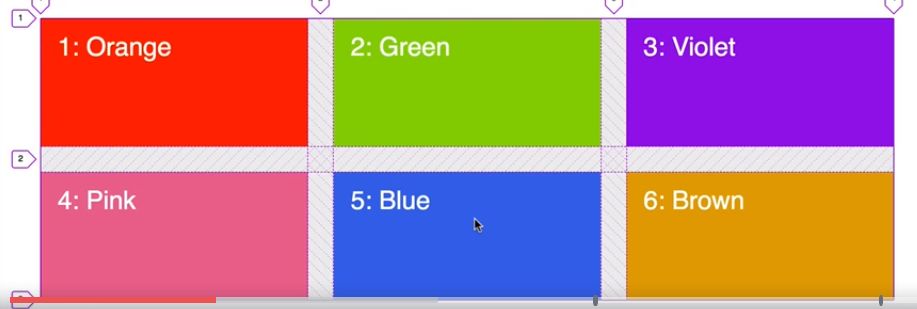 1
1: Orange
2: Green
3: Violet
2
4: Pink
5: Blue
6: Brown